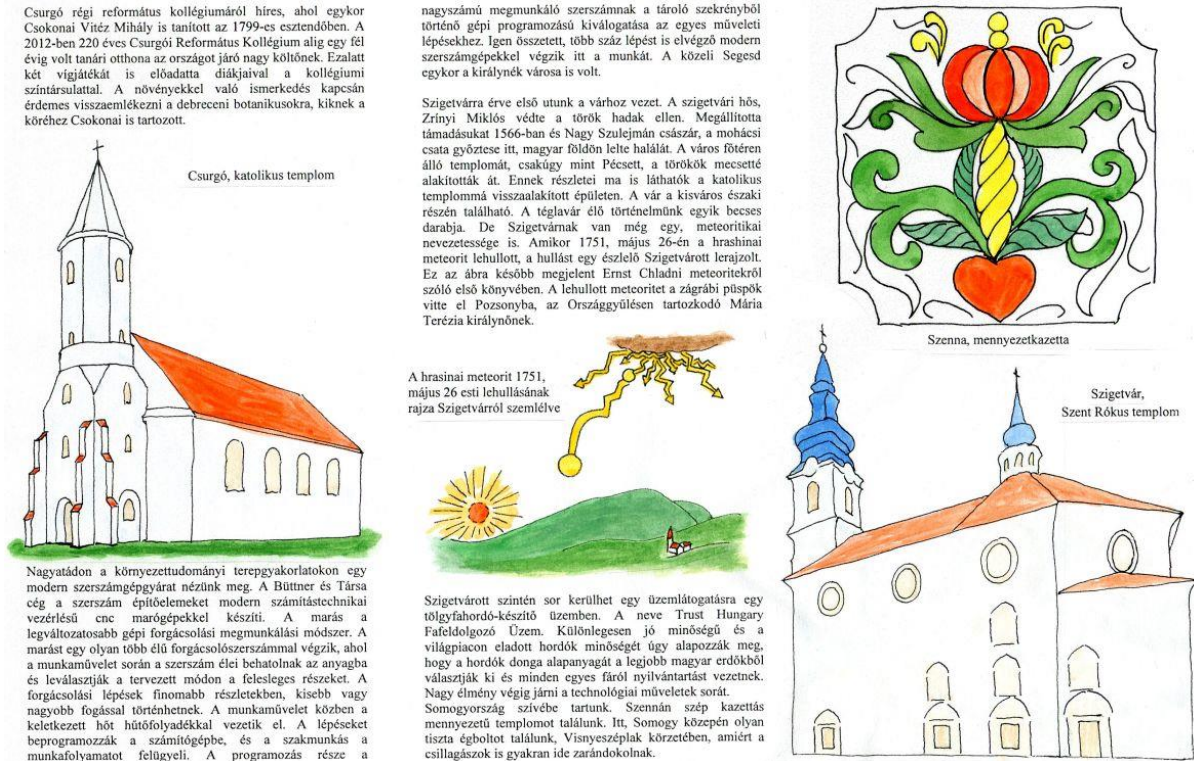 Csurgó régi református kollégiumáról híres, ahol egykor
Csokonai Vitéz Mihály is tanított az 1799-es esztendőben. A
2012-ben 220 éves Csurgói Református Kollégium alig egy fél
évig volt tanári otthona az országot járó nagy költőnek. Ezalatt
két vígjátékát is előadatta diákjaival a kollégiumi
színtársulattal. A növényekkel való ismerkedés kapcsán
érdemes visszaemlékezni a debreceni botanikusokra, kiknek a
köréhez Csokonai is tartozott.
Csurgó, katolikus templom
Nagyatádon a környezettudományi terepgyakorlatokon egy
modern szerszámgépgyárat nézünk meg. A Büttner és Társa
cég a szerszám építőelemeket modern számítástechnikai
vezérlésű cnc marógépekkel készíti. A marás a
legváltozatosabb gépi forgácsolási megmunkálási módszer. A
marást egy olyan több élű forgácsolószerszámmal végzik, ahol
a munkaművelet során a szerszám élei behatolnak az anyagba
és leválasztják a tervezett módon a felesleges részeket. A
forgácsolási lépések finomabb részletekben, kisebb vagy
nagyobb fogással történhetnek. A munkaművelet közben a
keletkezett hőt hűtőfolyadékkal vezetik el. A lépéseket
beprogramozzák a számítógépbe, és a szakmunkás a
munkafolyamatot felügyeli. A programozás része a
nagyszámú megmunkáló szerszámnak a tároló szekrényből
történő gépi programozású kiválogatása az egyes műveleti
lépésekhez. Igen összetett, több száz lépést is elvégző modern
szerszámgépekkel végzik itt a munkát. A közeli Segesd
egykor a királynék városa is volt.
Szigetvárra érve első utunk a várhoz vezet. A szigetvári hős,
Zrínyi Miklós védte a török hadak ellen. Megállította
támadásukat 1566-ban és Nagy Szulejmán császár, a mohácsi
csata győztese itt, magyar földön lelte halálát. A város főterén
álló templomát, csakúgy mint Pécsett, a törökök mecsetté
alakították át. Ennek részletei ma is láthatók a katolikus
templommá visszaalakított épületen. A vár a kisváros északi
részén található. A téglavár élő történelmünk egyik becses
darabja. De Szigetvárnak van még egy, meteoritikai
nevezetessége is. Amikor 1751, május 26-én a hrashinai
meteorit lehullott, a hullást egy észlelő Szigetvárott lerajzolt.
Ez az ábra később megjelent Ernst Chladni meteoritekről
szóló első könyvében. A lehullott meteoritet a zágrábi püspök
vitte el Pozsonyba, az Országgyűlésen tartozkodó Mária
Terézia királynőnek.
A hrasinai meteorit 1751,
május 26 esti lehullásának
rajza Szigetvárról szemlélve
Szigetvárott szintén sor kerülhet egy üzemlátogatásra egy
tölgyfahordó-készítő üzemben. A neve Trust Hungary
Fafeldolgozó Üzem. Különlegesen jó minőségű és a
világpiacon eladott hordók minőségét úgy alapozzák meg,
hogy a hordók donga alapanyagát a legjobb magyar erdőkből
választják ki és minden egyes fáról nyilvántartást vezetnek.
Nagy élmény végig járni a technológiai műveletek sorát.
Somogyország szívébe tartunk. Szennán szép kazettás
mennyezetű templomot találunk. Itt, Somogy közepén olyan
tiszta égboltot találunk, Visnyeszéplak körzetében, amiért a
csillagászok is gyakran ide zarándokolnak.
Szenna, mennyezetkazetta
Szigetvár,
Szent Rókus templom